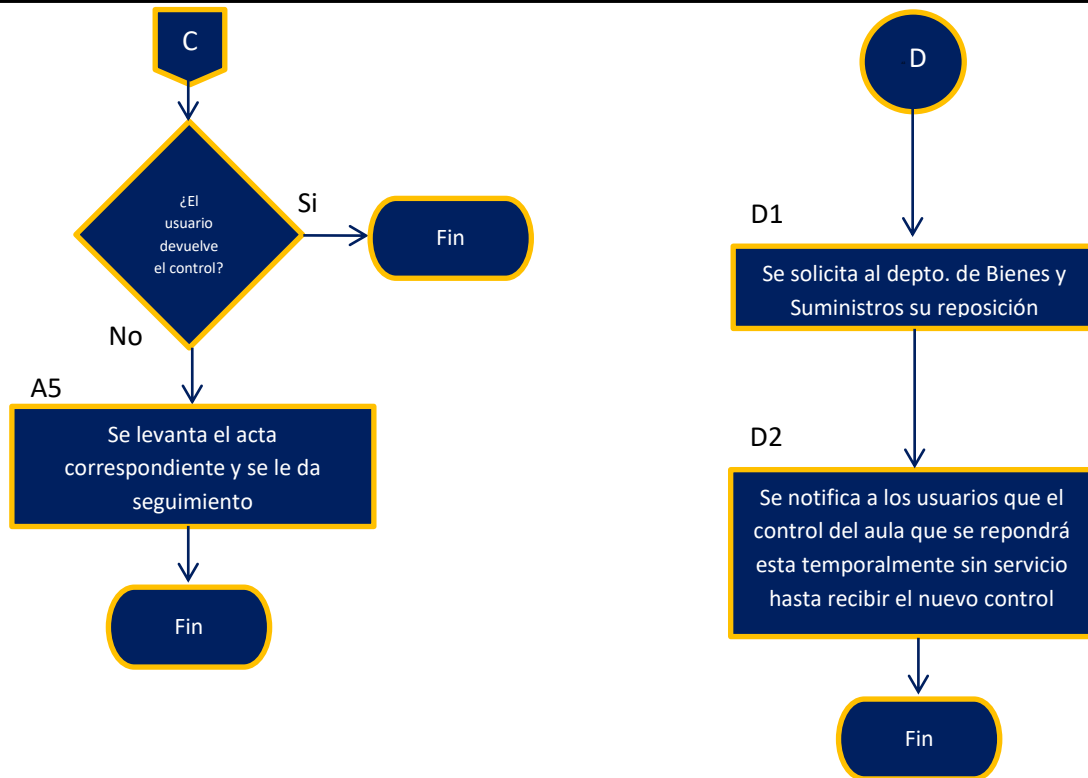 C
¿El
usuario
devuelve
el control?
Si
Fin
No
A5
Se levanta el acta
correspondiente y se le da
seguimiento
Fin
D
D1
Se solicita al depto. de Bienes y
Suministros su reposición
D2
Se notifica a los usuarios que el
control del aula que se repondrá
esta temporalmente sin servicio
hasta recibir el nuevo control
Fin